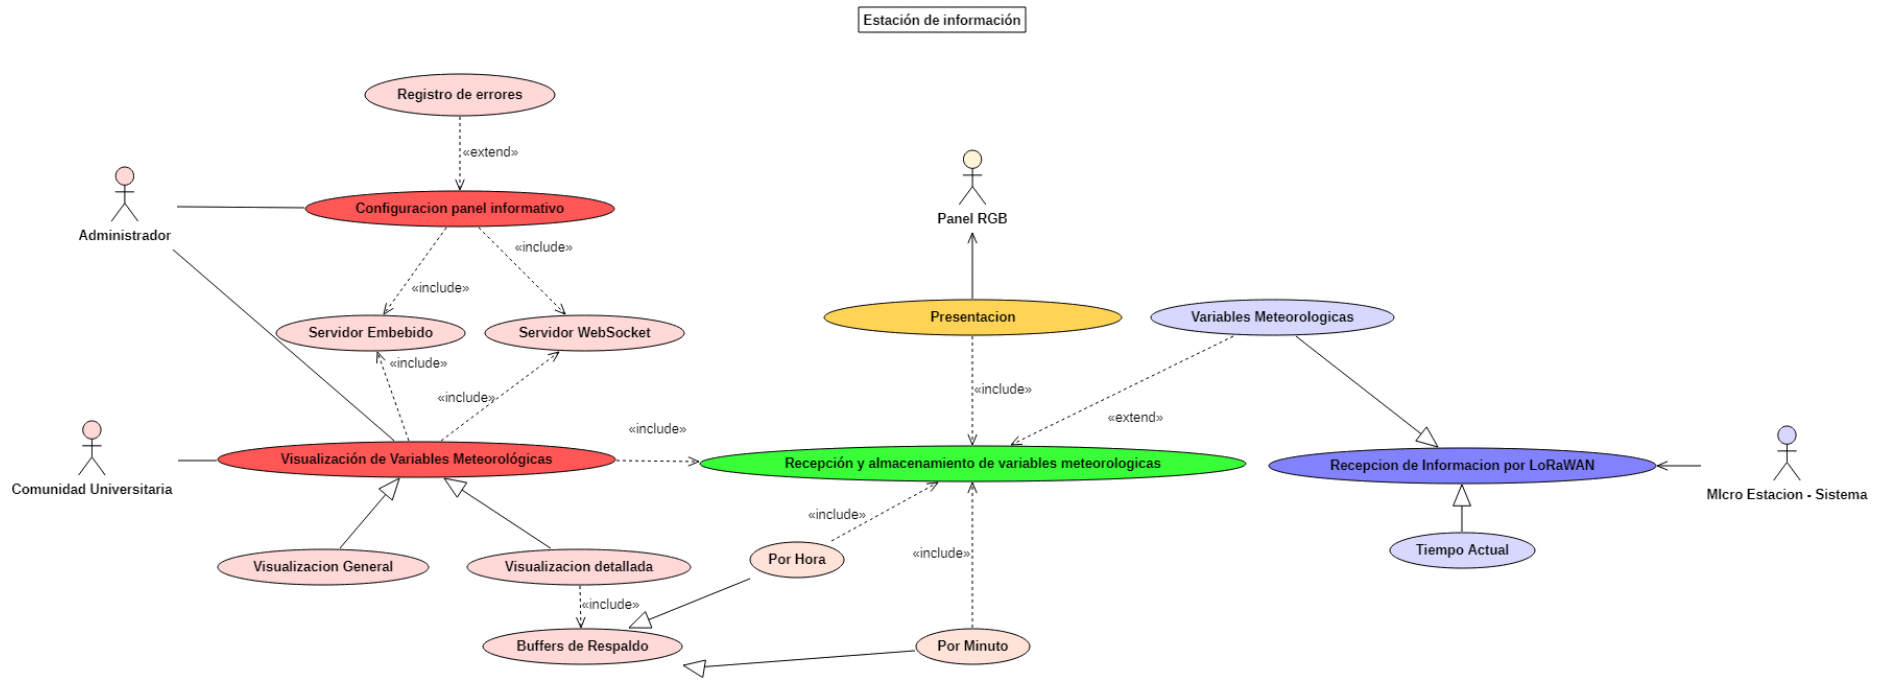 Estación de información
Registro de errores
«extend»
Administrador
Configuracion panel informativo
Panel RGB
«include»
«include»
Servidor Embebido
Servidor WebSocket
Presentacion
Variables Meteorologicas
«include»
«include»
«include»
«extend»
«include»
Comunidad Universitaria
Visualización de Variables Meteorológicas
Recepción y almacenamiento de variables meteorologicas
Recepcion de Informacion por LoRaWAN
MIcro Estacion - Sistema
«include»
«include»
Visualizacion General
Visualizacion detallada
Por Hora
Tiempo Actual
«include»
Buffers de Respaldo
Por Minuto